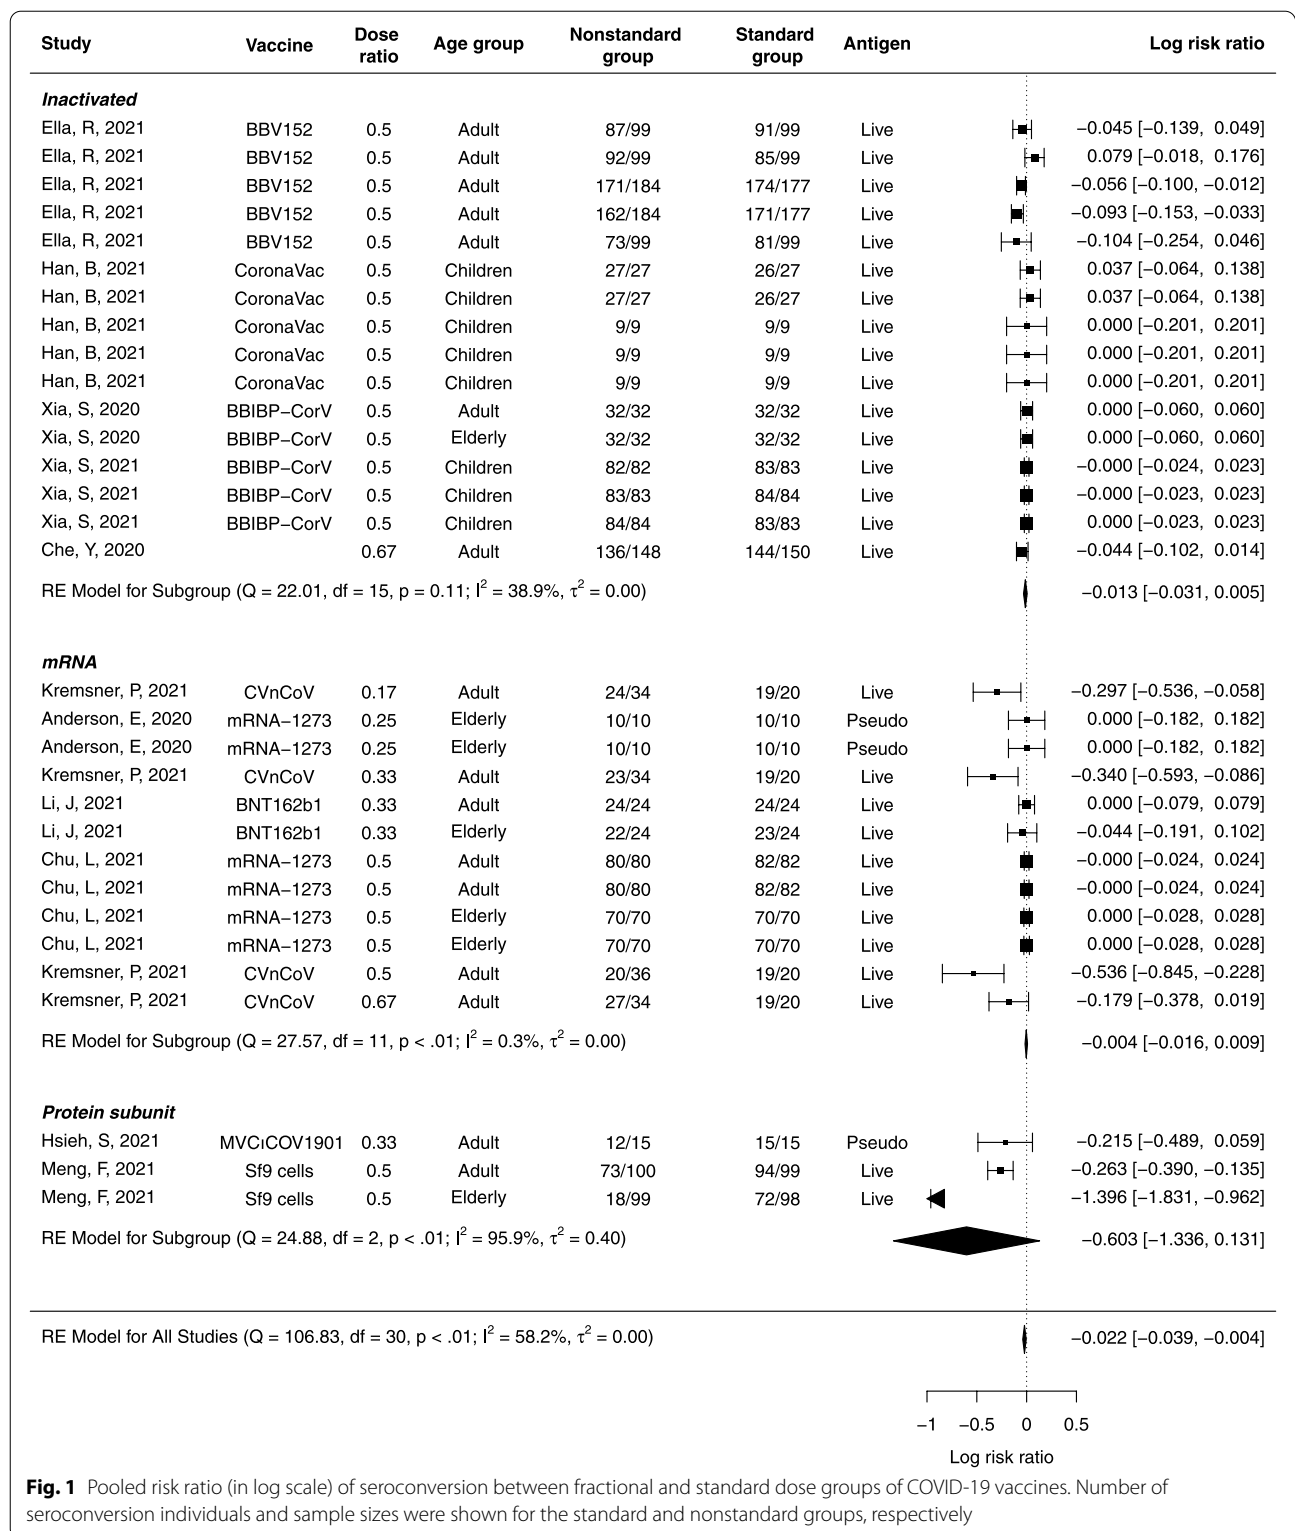 Study Vaccine Dose ratio Age group Nonstandard group Standard group Antigen Log risk ratio
Inactivated
Ella, R, 2021 BBV152 0.5 Adult 87/99 91/99 Live −0.045 [−0.139, 0.049]
Ella, R, 2021 BBV152 0.5 Adult 92/99 85/99 Live 0.079 [−0.018, 0.176]
Ella, R, 2021 BBV152 0.5 Adult 171/184 174/177 Live −0.056 [−0.100, −0.012]
Ella, R, 2021 BBV152 0.5 Adult 162/184 171/177 Live −0.093 [−0.153, −0.033]
Ella, R, 2021 BBV152 0.5 Adult 73/99 81/99 Live −0.104 [−0.254, 0.046]
Han, B, 2021 CoronaVac 0.5 Children 27/27 26/27 Live 0.037 [−0.064, 0.138]
Han, B, 2021 CoronaVac 0.5 Children 27/27 26/27 Live 0.037 [−0.064, 0.138]
Han, B, 2021 CoronaVac 0.5 Children 9/9 9/9 Live 0.000 [−0.201, 0.201]
Han, B, 2021 CoronaVac 0.5 Children 9/9 9/9 Live 0.000 [−0.201, 0.201]
Han, B, 2021 CoronaVac 0.5 Children 9/9 9/9 Live 0.000 [−0.201, 0.201]
Xia, S, 2020 BBIBP−CorV 0.5 Adult 32/32 32/32 Live 0.000 [−0.060, 0.060]
Xia, S, 2020 BBIBP−CorV 0.5 Elderly 32/32 32/32 Live 0.000 [−0.060, 0.060]
Xia, S, 2021 BBIBP−CorV 0.5 Children 82/82 83/83 Live −0.000 [−0.024, 0.023]
Xia, S, 2021 BBIBP−CorV 0.5 Children 83/83 84/84 Live −0.000 [−0.023, 0.023]
Xia, S, 2021 BBIBP−CorV 0.5 Children 84/84 83/83 Live 0.000 [−0.023, 0.023]
Che, Y, 2020 0.67 Adult 136/148 144/150 Live −0.044 [−0.102, 0.014]
RE Model for Subgroup (Q = 22.01, df = 15, p = 0.11; I² = 38.9%, τ² = 0.00) −0.013 [−0.031, 0.005]
mRNA
Kremsner, P, 2021 CVnCoV 0.17 Adult 24/34 19/20 Live −0.297 [−0.536, −0.058]
Anderson, E, 2020 mRNA−1273 0.25 Elderly 10/10 10/10 Pseudo 0.000 [−0.182, 0.182]
Anderson, E, 2020 mRNA−1273 0.25 Elderly 10/10 10/10 Pseudo 0.000 [−0.182, 0.182]
Kremsner, P, 2021 CVnCoV 0.33 Adult 23/34 19/20 Live −0.340 [−0.593, −0.086]
Li, J, 2021 BNT162b1 0.33 Adult 24/24 24/24 Live 0.000 [−0.079, 0.079]
Li, J, 2021 BNT162b1 0.33 Elderly 22/24 23/24 Live −0.044 [−0.191, 0.102]
Chu, L, 2021 mRNA−1273 0.5 Adult 80/80 82/82 Live −0.000 [−0.024, 0.024]
Chu, L, 2021 mRNA−1273 0.5 Adult 80/80 82/82 Live −0.000 [−0.024, 0.024]
Chu, L, 2021 mRNA−1273 0.5 Elderly 70/70 70/70 Live 0.000 [−0.028, 0.028]
Chu, L, 2021 mRNA−1273 0.5 Elderly 70/70 70/70 Live 0.000 [−0.028, 0.028]
Kremsner, P, 2021 CVnCoV 0.5 Adult 20/36 19/20 Live −0.536 [−0.845, −0.228]
Kremsner, P, 2021 CVnCoV 0.67 Adult 27/34 19/20 Live −0.179 [−0.378, 0.019]
RE Model for Subgroup (Q = 27.57, df = 11, p < .01; I² = 0.3%, τ² = 0.00) −0.004 [−0.016, 0.009]
Protein subunit
Hsieh, S, 2021 MVCıCOV1901 0.33 Adult 12/15 15/15 Pseudo −0.215 [−0.489, 0.059]
Meng, F, 2021 Sf9 cells 0.5 Adult 73/100 94/99 Live −0.263 [−0.390, −0.135]
Meng, F, 2021 Sf9 cells 0.5 Elderly 18/99 72/98 Live −1.396 [−1.831, −0.962]
RE Model for Subgroup (Q = 24.88, df = 2, p < .01; I² = 95.9%, τ² = 0.40) −0.603 [−1.336, 0.131]
RE Model for All Studies (Q = 106.83, df = 30, p < .01; I² = 58.2%, τ² = 0.00) −0.022 [−0.039, −0.004]
−1 −0.5 0 0.5
Log risk ratio
Fig. 1 Pooled risk ratio (in log scale) of seroconversion between fractional and standard dose groups of COVID-19 vaccines. Number of
seroconversion individuals and sample sizes were shown for the standard and nonstandard groups, respectively